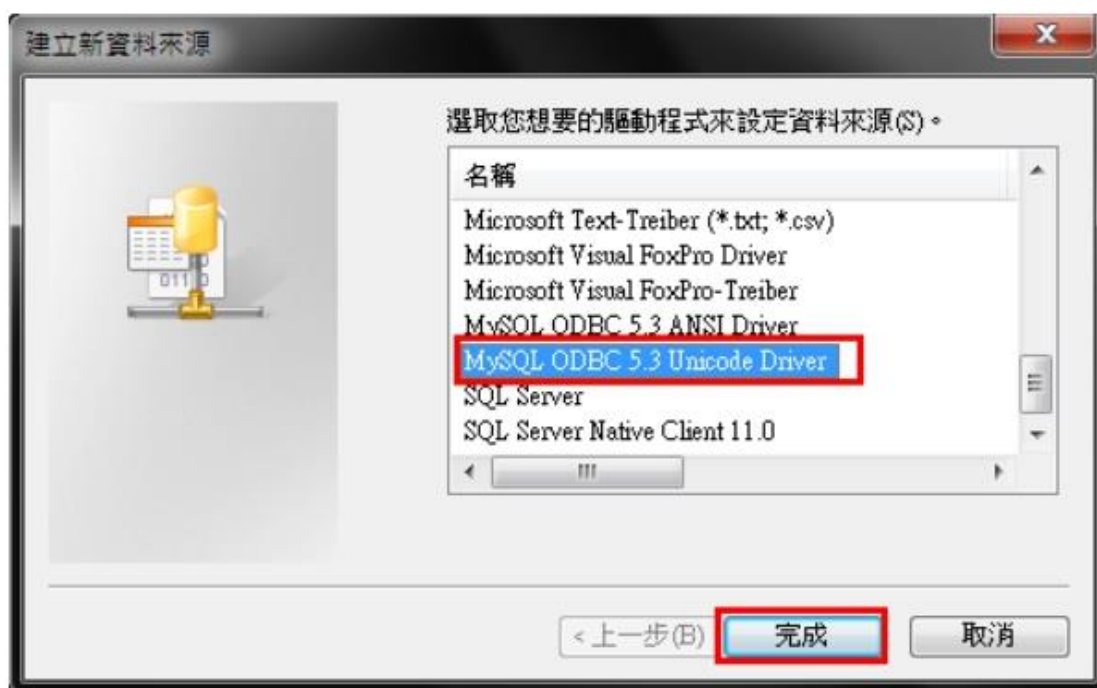 建立新資料來源
選取您想要的驅動程式來設定資料來源(S)。
名稱
Microsoft Text-Treiber (*.txt; *.csv)
Microsoft Visual FoxPro Driver
Microsoft Visual FoxPro-Treiber
MySQL ODBC 5.3 ANSI Driver
MySQL ODBC 5.3 Unicode Driver
SQL Server
SQL Server Native Client 11.0
<上一步(B)
完成
取消